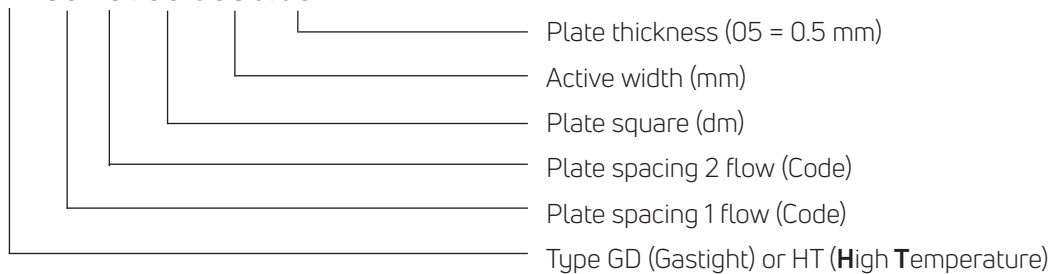 Plate thickness (05 = 0.5 mm)
Active width (mm)
Plate square (dm)
Plate spacing 2 flow (Code)
Plate spacing 1 flow (Code)
Type GD (Gastight) or HT (High Temperature)